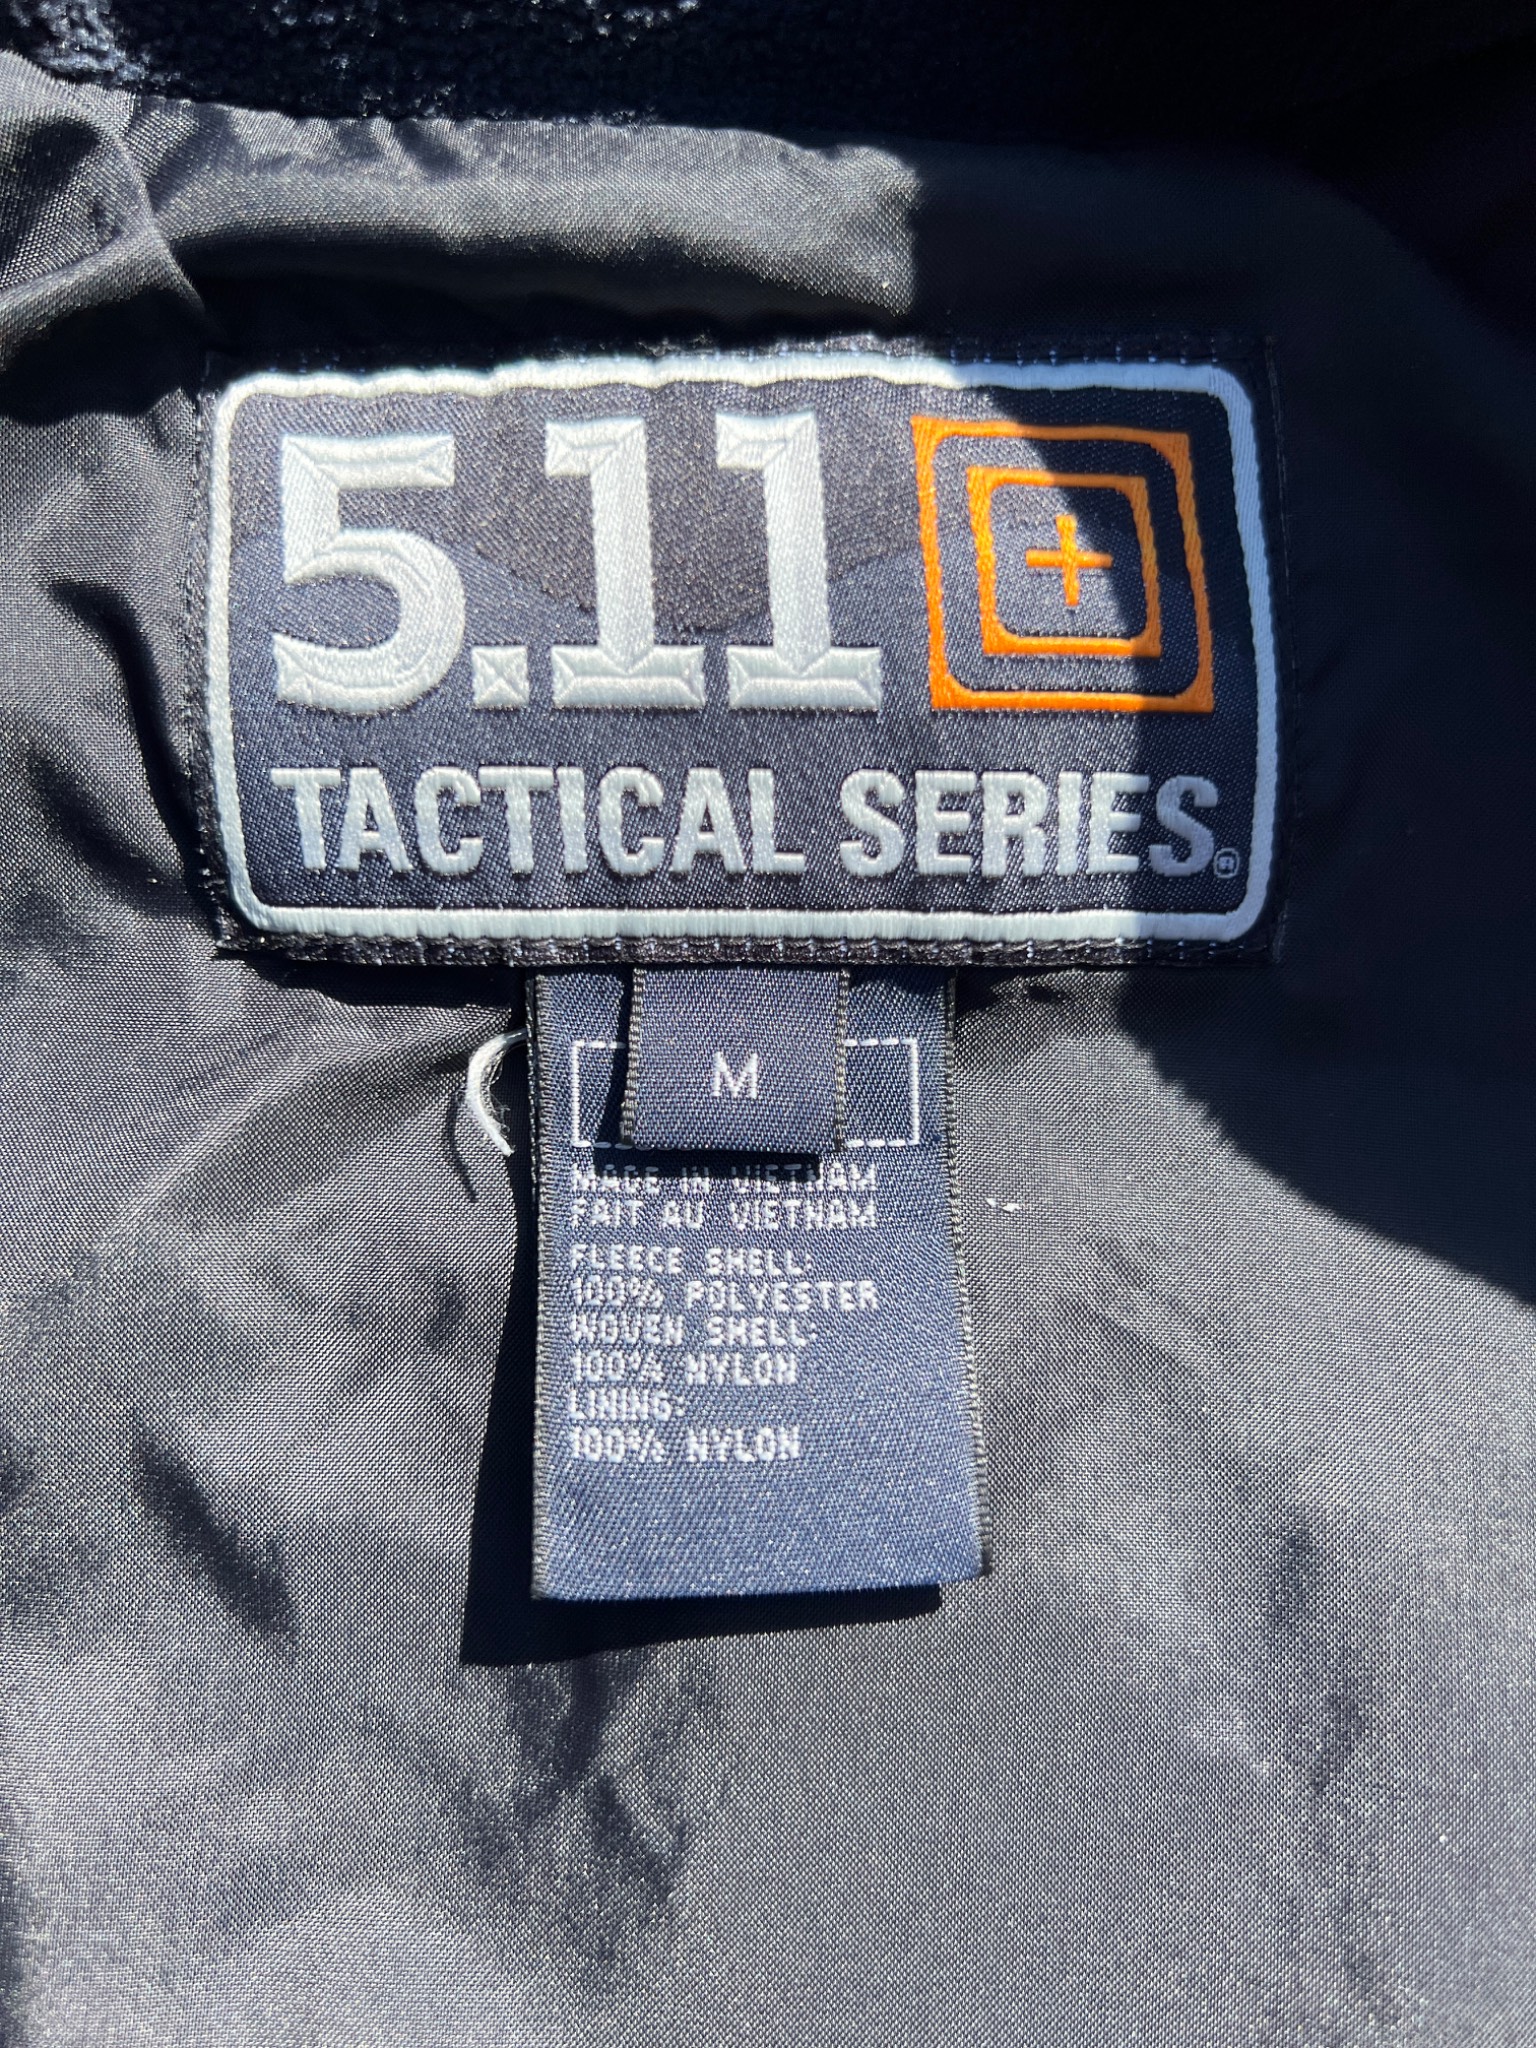 5.11
TACTICAL SERIES®
M
MADE IN VIETNAM
FAIT AU VIETNAM
FLEECE SHELL:
100% POLYESTER
WOVEN SHELL:
100% NYLON
LINING:
100% NYLON